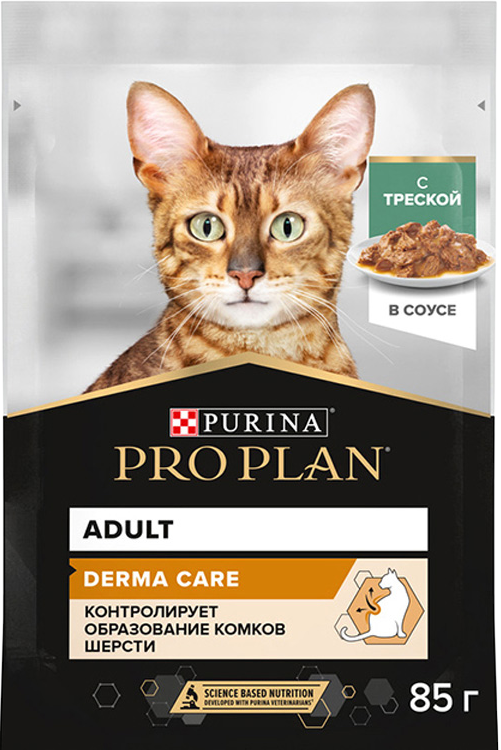 С
ТРЕСКОЙ
В СОУСЕ
PURINA®
PRO PLAN®
ADULT
DERMA CARE
КОНТРОЛИРУЕТ
ОБРАЗОВАНИЕ КОМКОВ
ШЕРСТИ
SCIENCE BASED NUTRITION
DEVELOPED WITH PURINA VETERINARIANS*
85 г